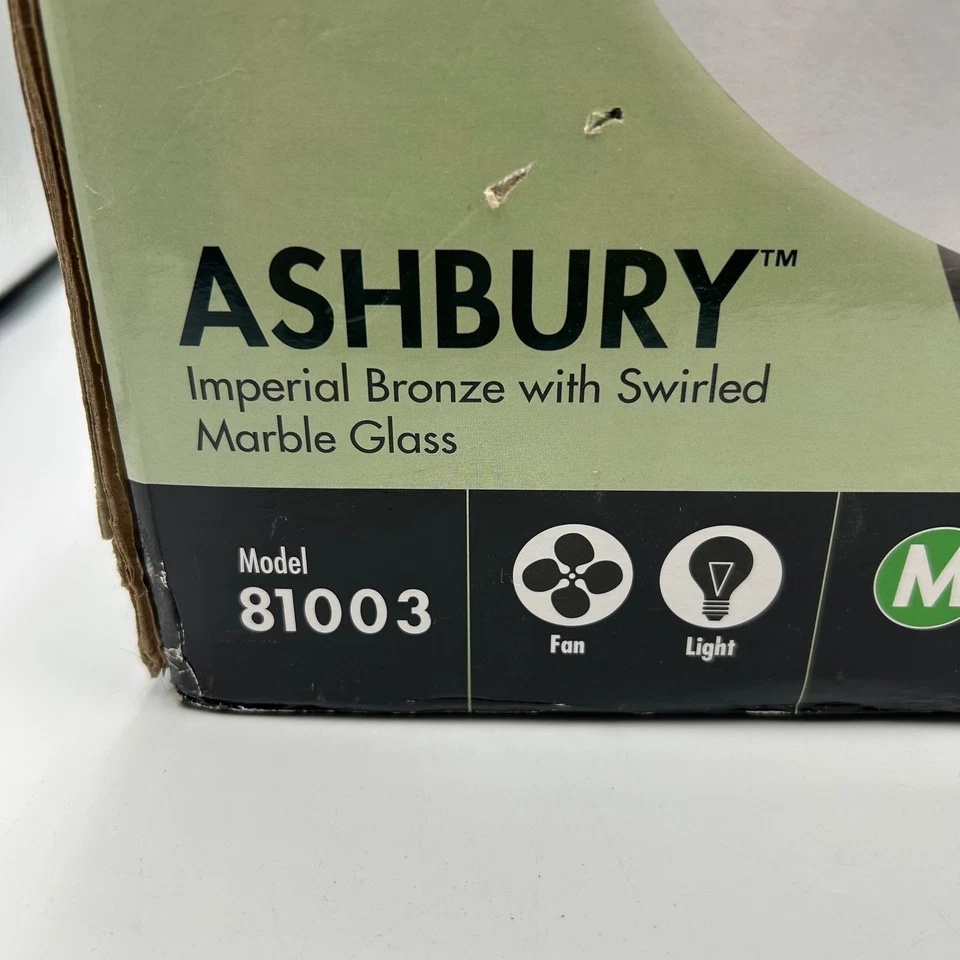 ASHBURY™
Imperial Bronze with Swirled
Marble Glass
Model
81003
Fan
Light
M